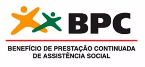 BPC
BENEFÍCIO DE PRESTAÇÃO CONTINUADA
DE ASSISTÊNCIA SOCIAL